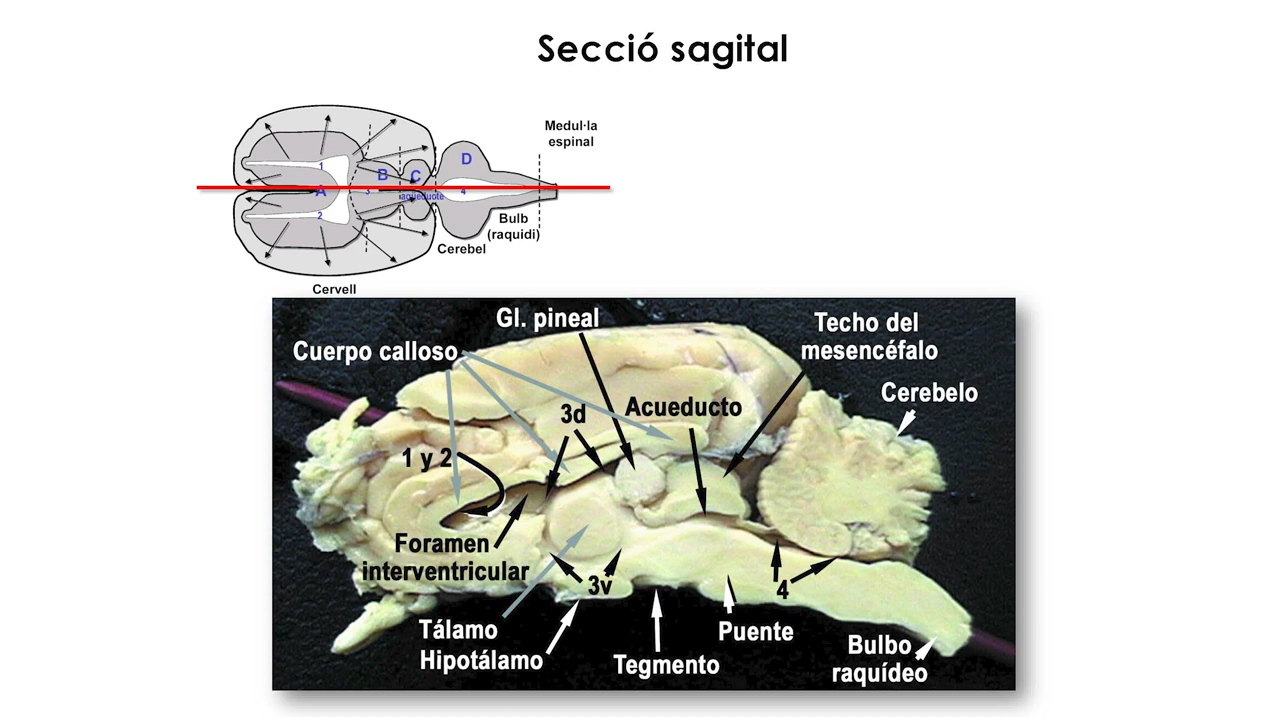 Secció sagital
Medul·la
espinal
D
B
C
1
A
3
aqüeducte
4
2
Bulb
(raquidi)
Cerebel
Cervell
Gl. pineal
Techo del
mesencéfalo
Cuerpo calloso
Cerebelo
3d
Acueducto
1 y 2
Foramen
interventricular
3v
4
Tálamo
Puente
Hipotálamo
Tegmento
Bulbo
raquídeo